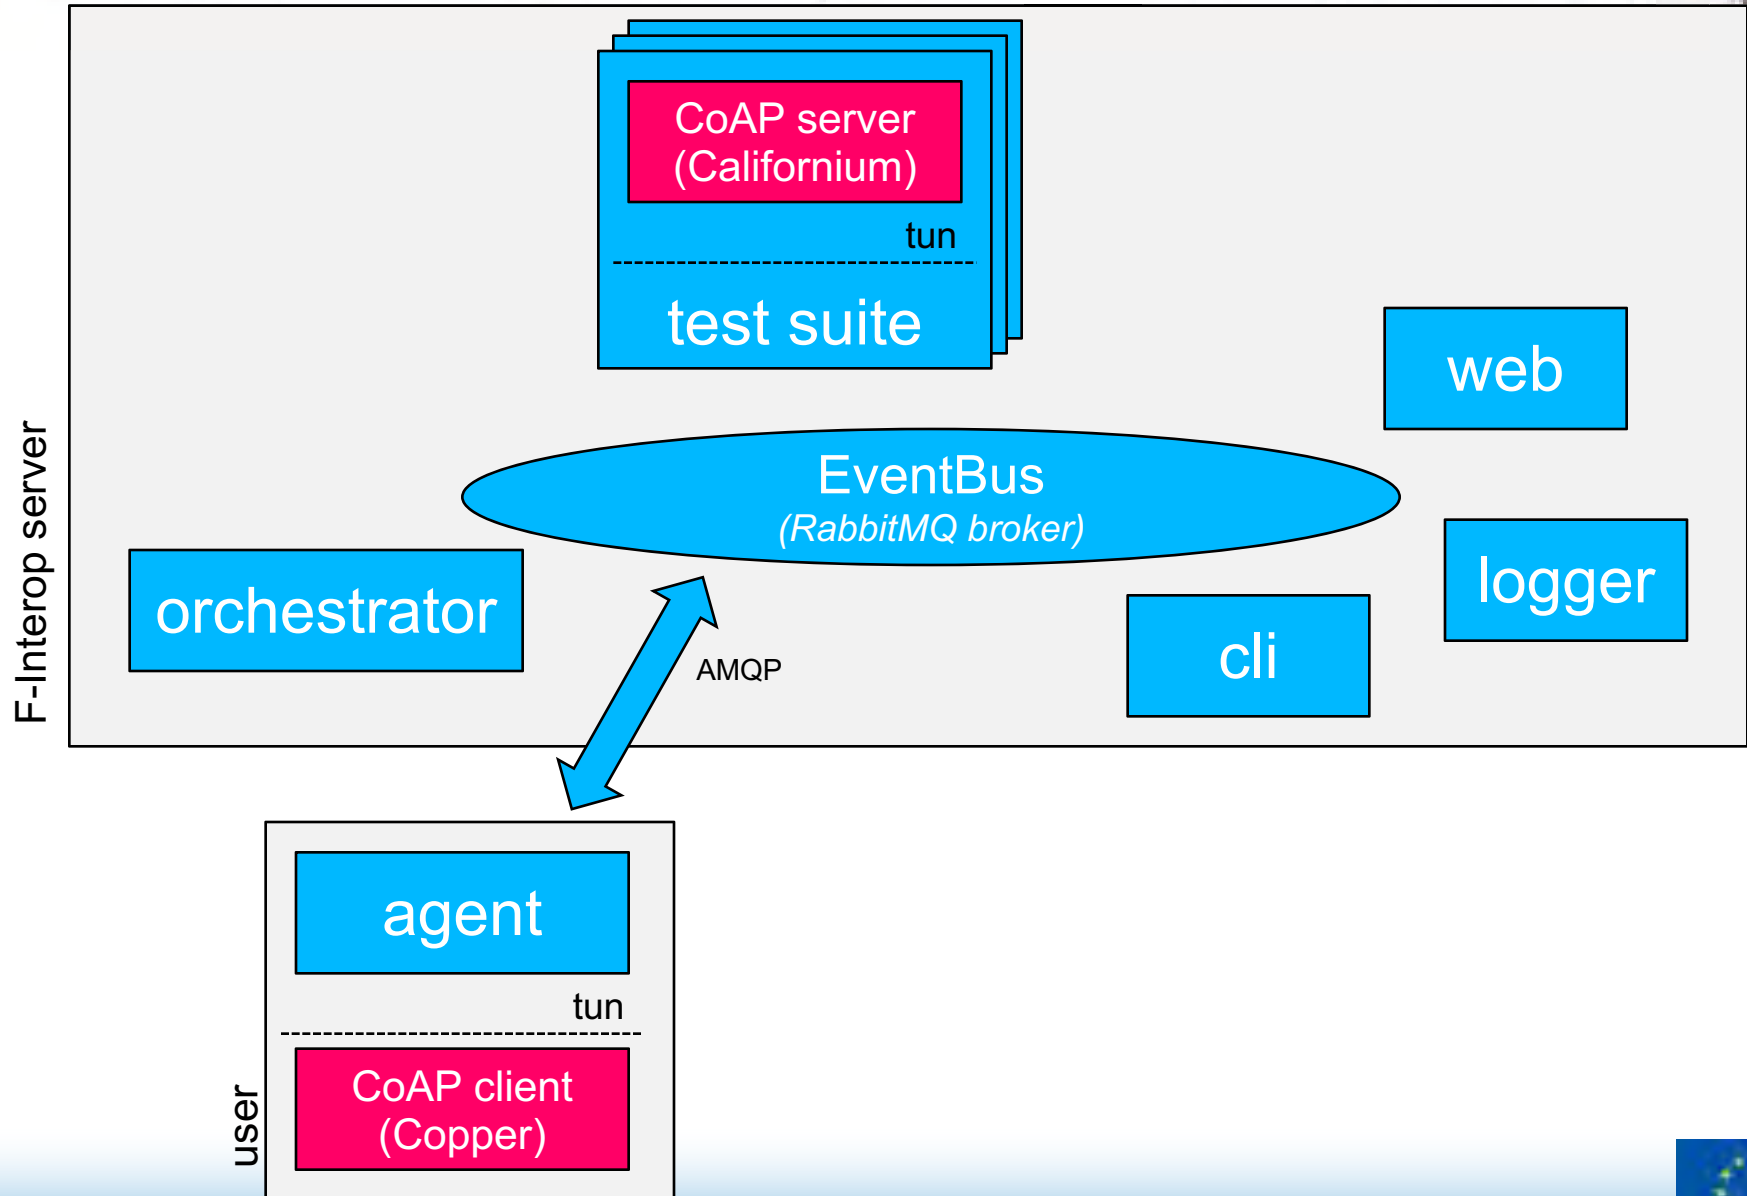 CoAP server
(Californium)
tun
test suite
web
EventBus
(RabbitMQ broker)
logger
orchestrator
cli
AMQP
F-Interop server
agent
tun
CoAP client
(Copper)
user